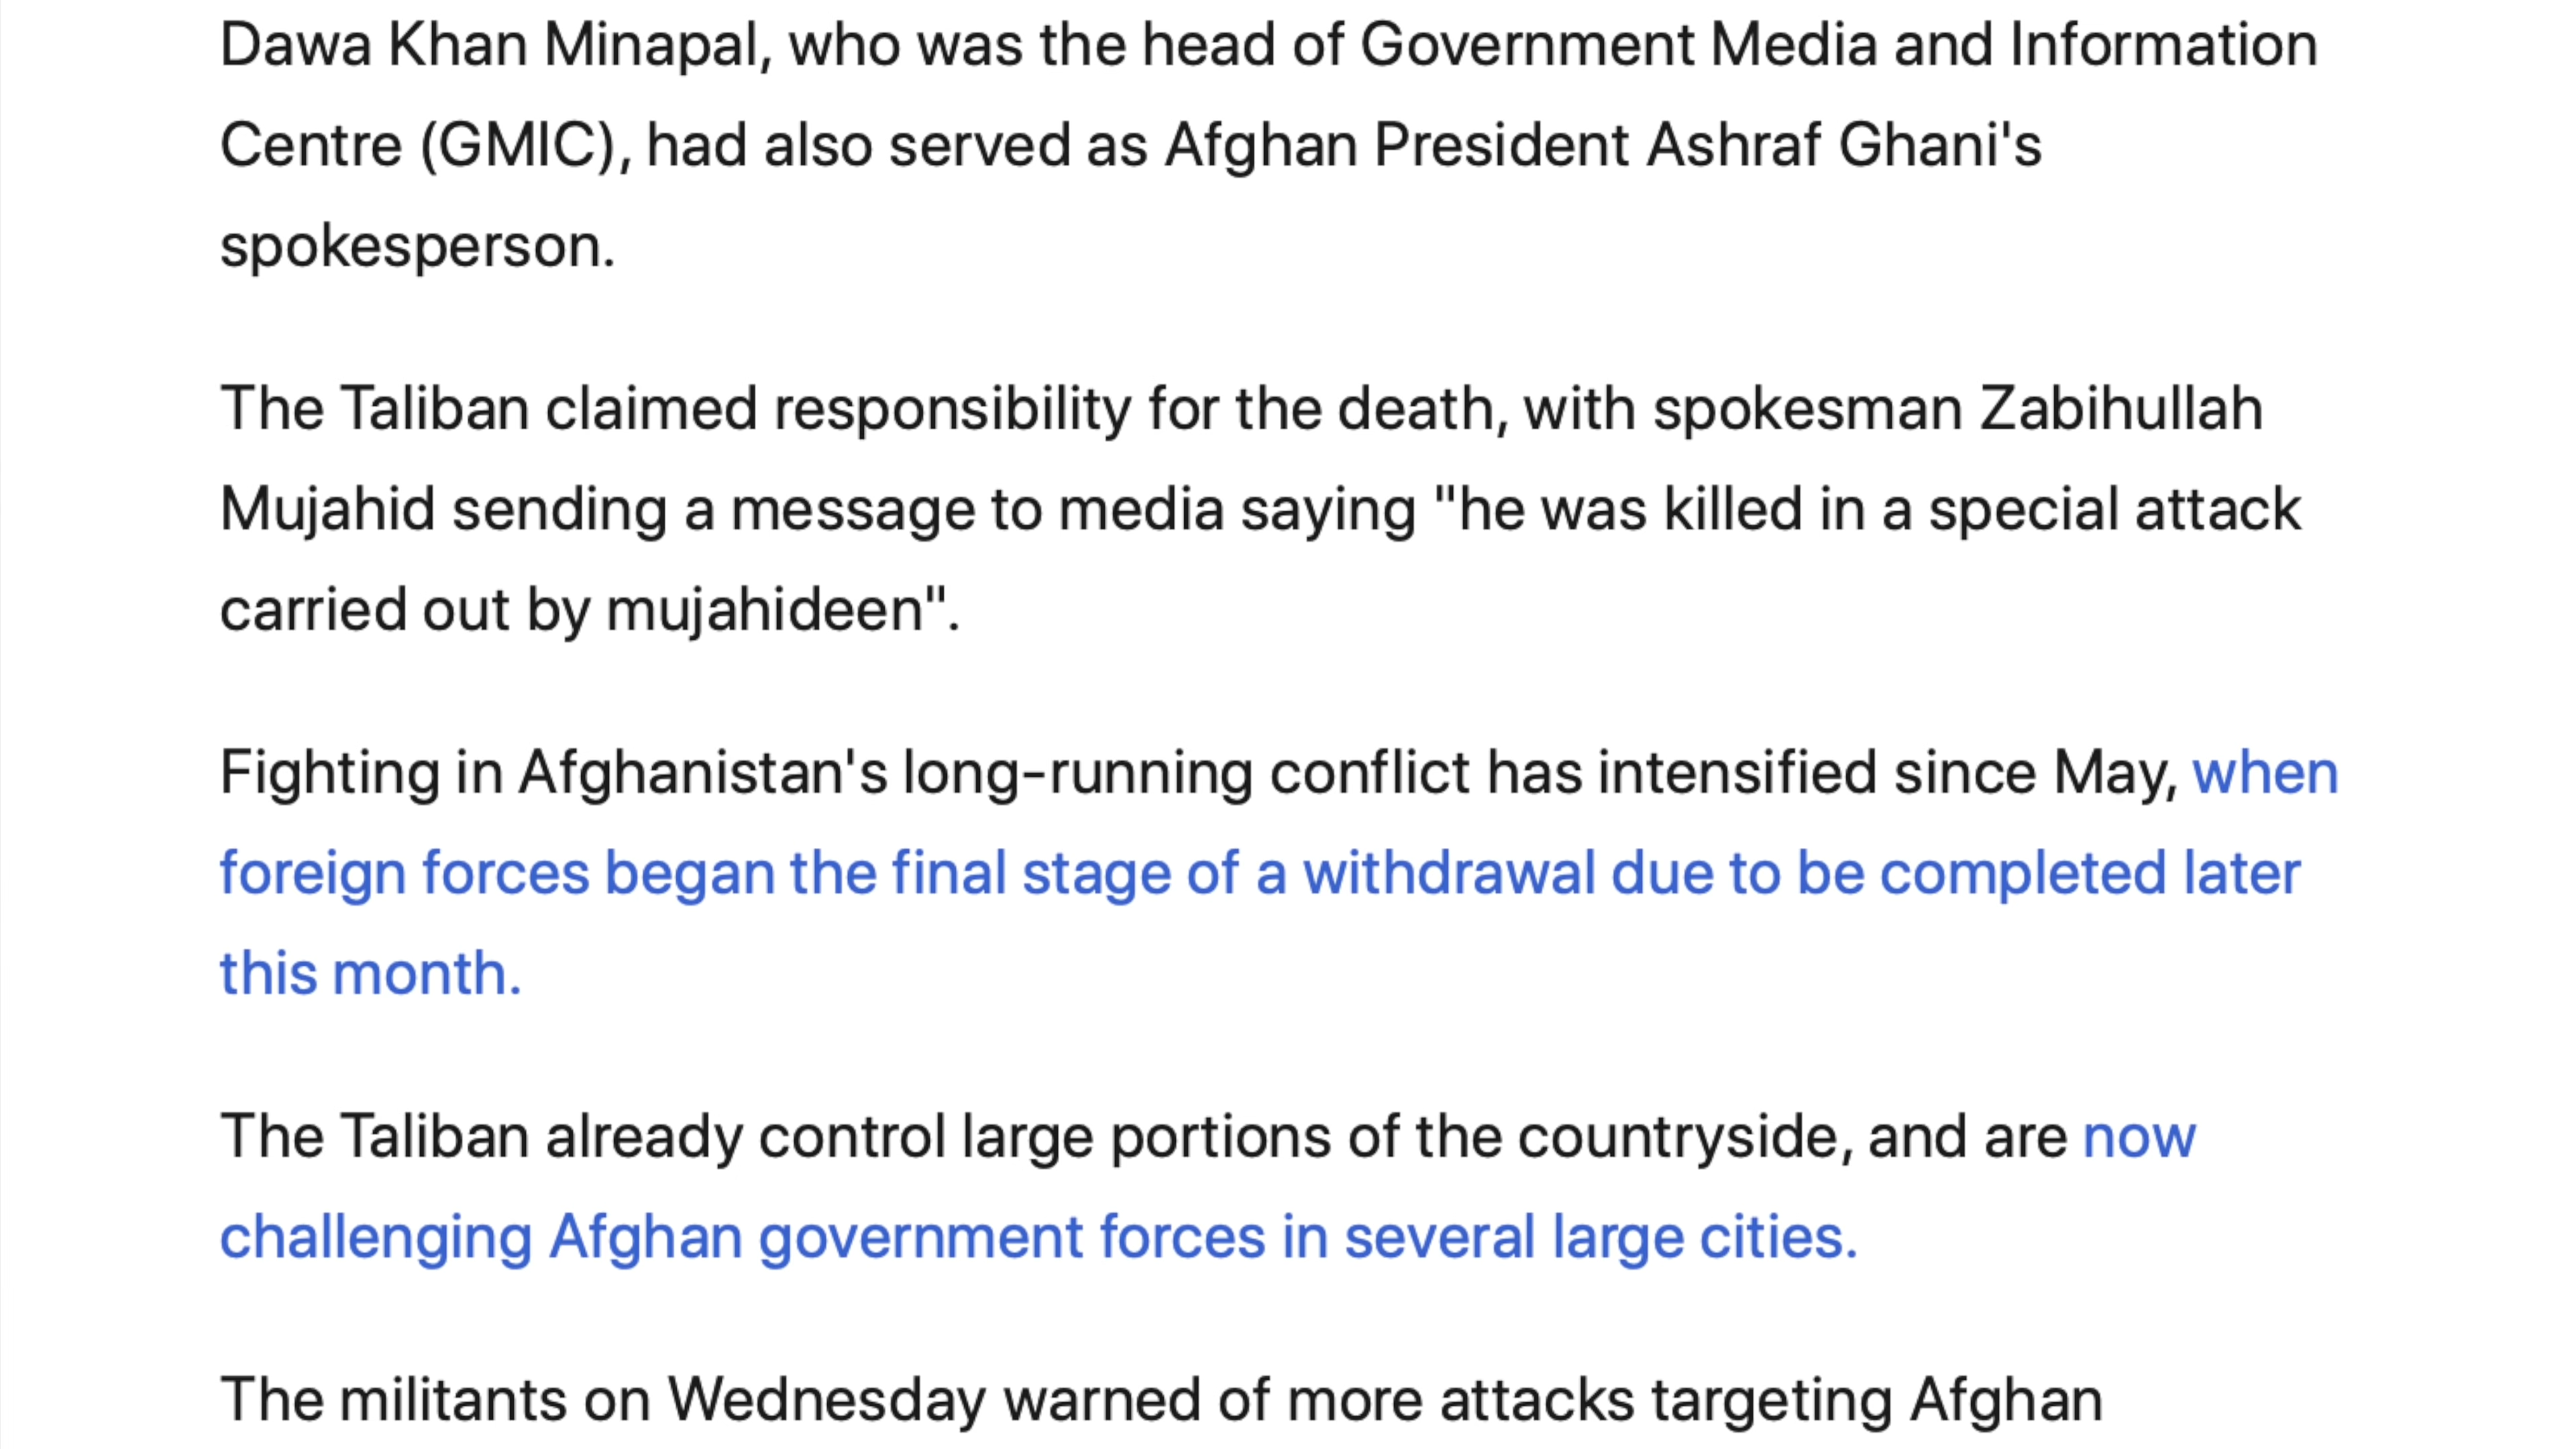 Dawa Khan Minapal, who was the head of Government Media and Information
Centre (GMIC), had also served as Afghan President Ashraf Ghani's
spokesperson.
The Taliban claimed responsibility for the death, with spokesman Zabihullah
Mujahid sending a message to media saying "he was killed in a special attack
carried out by mujahideen".
Fighting in Afghanistan's long-running conflict has intensified since May, when
foreign forces began the final stage of a withdrawal due to be completed later
this month.
The Taliban already control large portions of the countryside, and are now
challenging Afghan government forces in several large cities.
The militants on Wednesday warned of more attacks targeting Afghan